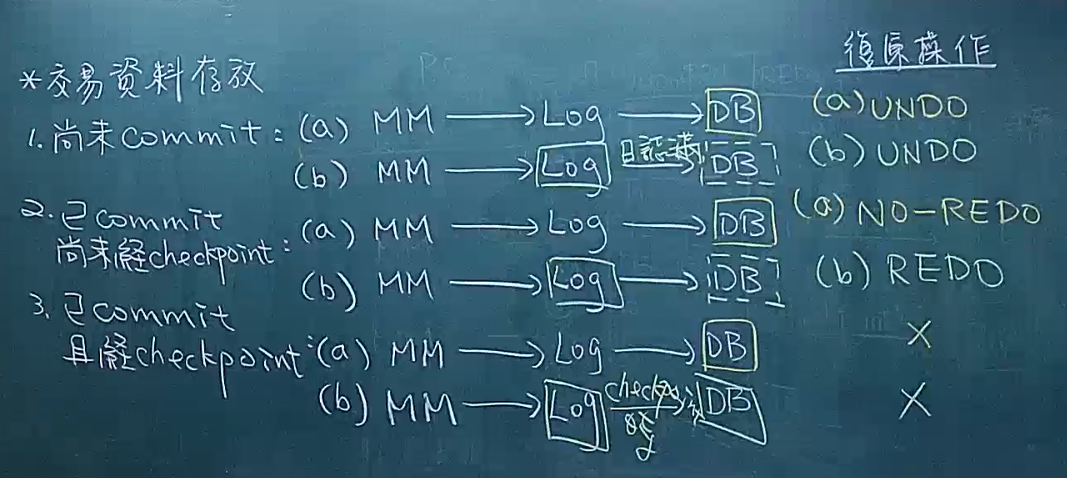 復原操作
*交易資料存放
1.尚未commit: (a) MM → Log → DB (a) UNDO
(b) MM → Log 日誌滿 → DB (b) UNDO
2.已commit
尚未經checkpoint: (a) MM → Log → DB (a) NO-REDO
(b) MM → Log → DB (b) REDO
3.已commit
且經checkpoint: (a) MM → Log → DB X
(b) MM → Log → DB X